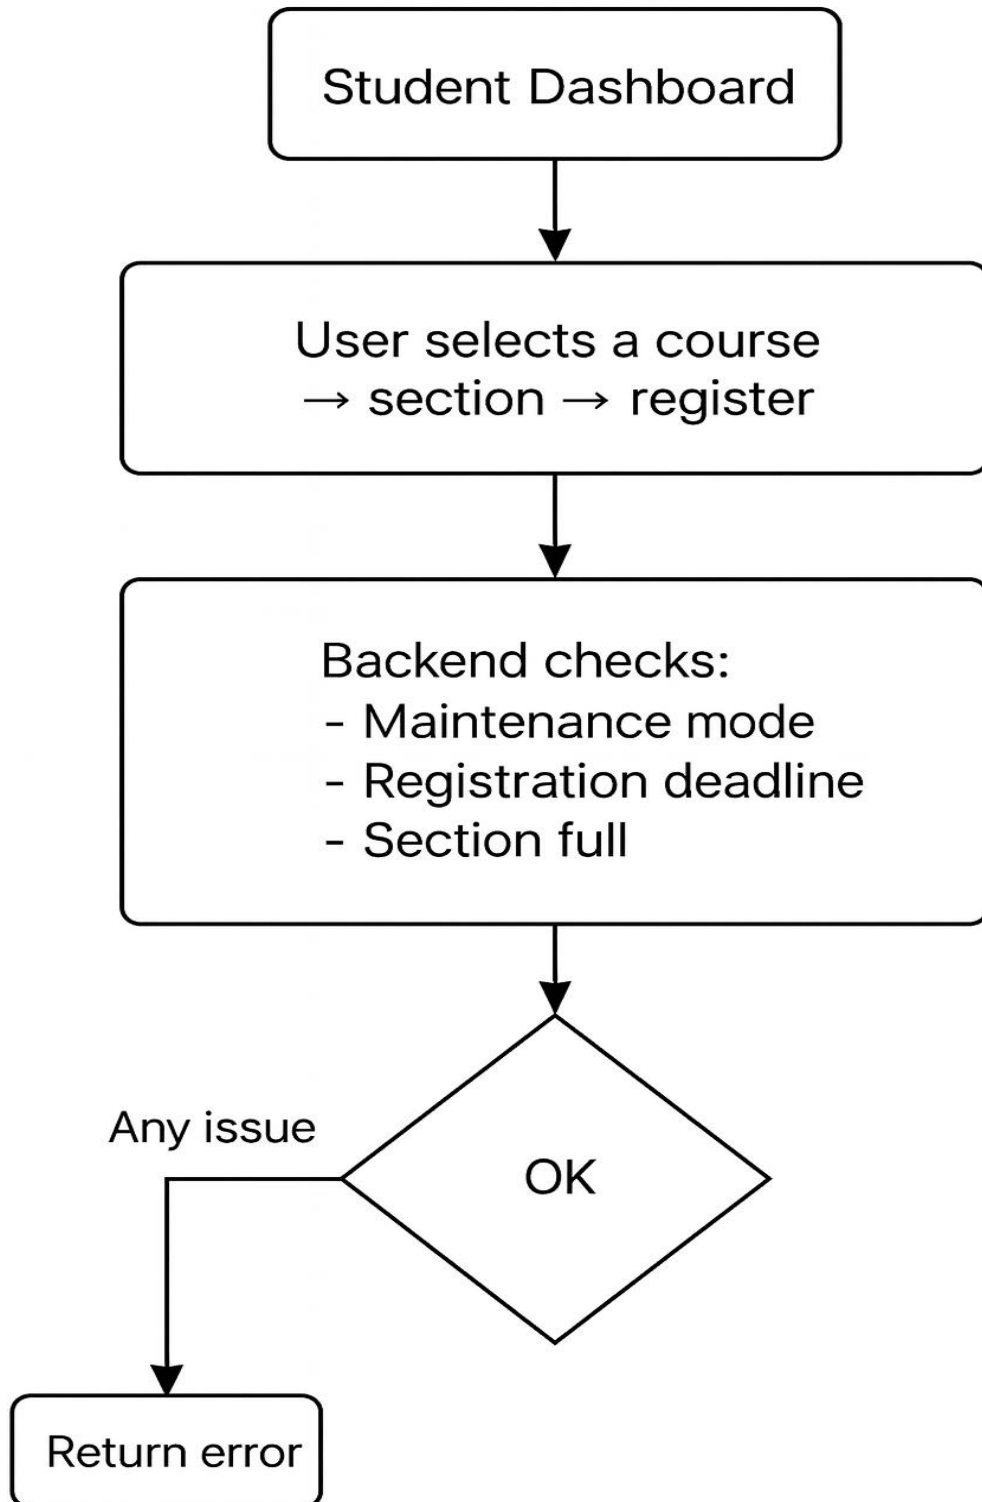 Student Dashboard
User selects a course
→ section → register
Backend checks:
- Maintenance mode
- Registration deadline
- Section full
Any issue
OK
Return error